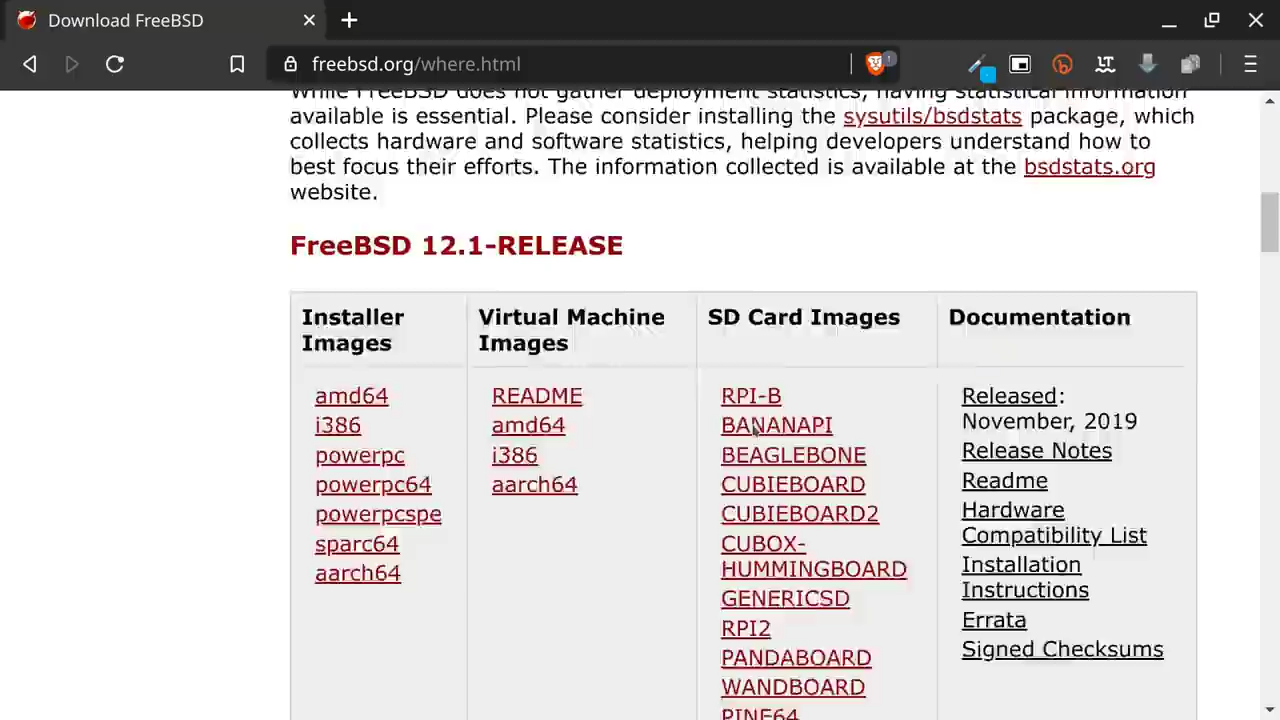 Download FreeBSD
freebsd.org/where.html
While FreeBSD does not gather deployment statistics, having statistical information
available is essential. Please consider installing the sysutils/bsdstats package, which
collects hardware and software statistics, helping developers understand how to
best focus their efforts. The information collected is available at the bsdstats.org
website.
FreeBSD 12.1-RELEASE
Installer
Images
amd64
i386
powerpc
powerpc64
powerpcspe
sparc64
aarch64
Virtual Machine
Images
README
amd64
i386
aarch64
SD Card Images
RPI-B
BANANAPI
BEAGLEBONE
CUBIEBOARD
CUBIEBOARD2
CUBOX-
HUMMINGBOARD
GENERICSD
RPI2
PANDABOARD
WANDBOARD
PINE64
Documentation
Released:
November, 2019
Release Notes
Readme
Hardware
Compatibility List
Installation
Instructions
Errata
Signed Checksums